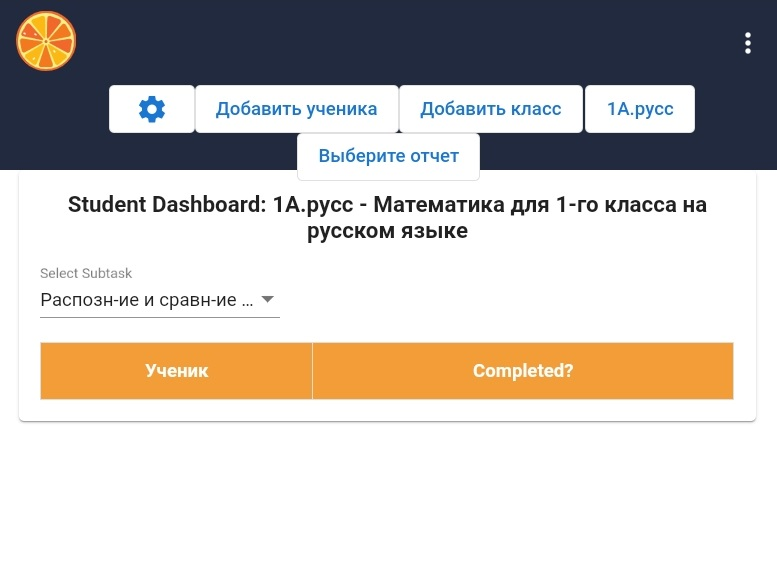 Добавить ученика
Добавить класс
1А.русс
Выберите отчет
Student Dashboard: 1А.русс - Математика для 1-го класса на
русском языке
Select Subtask
Распозн-ие и сравн-ие ...
Ученик
Completed?